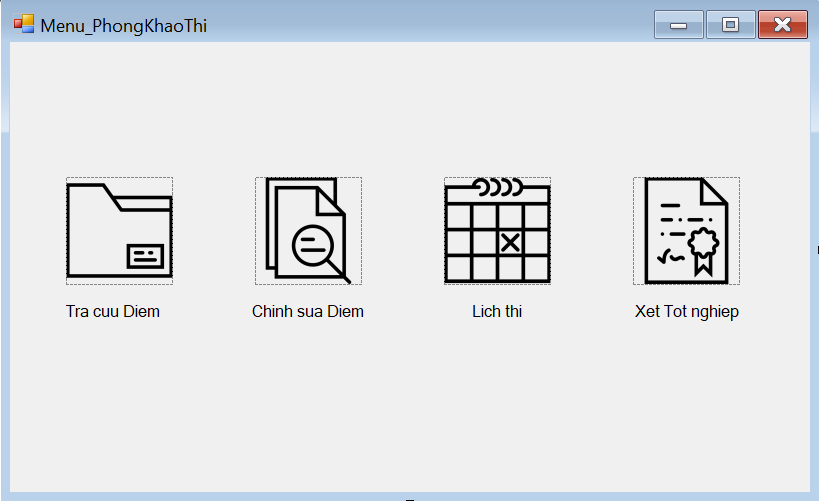 Menu_PhongKhaoThi
Tra cuu Diem
Chinh sua Diem
Lich thi
Xet Tot nghiep